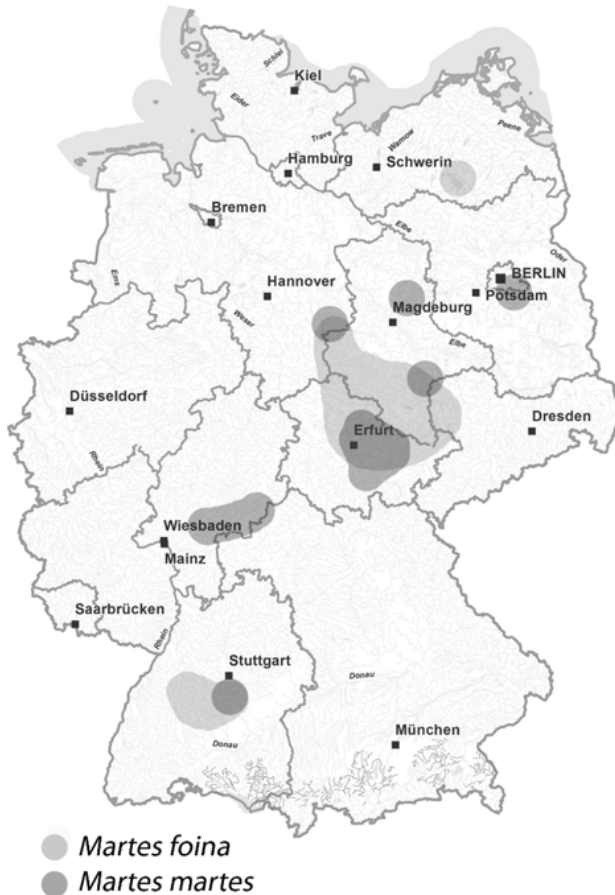 Schlei
Kiel
Eider
Trave
Warnow
Peene
Hamburg
Schwerin
Bremen
Elbe
Oder
Ems
Hannover
BERLIN
Potsdam
Magdeburg
Weser
Elbe
Düsseldorf
Erfurt
Dresden
Rhein
Wiesbaden
Mainz
Saarbrücken
Rhein
Stuttgart
Donau
München
Donau
Martes foina
Martes martes